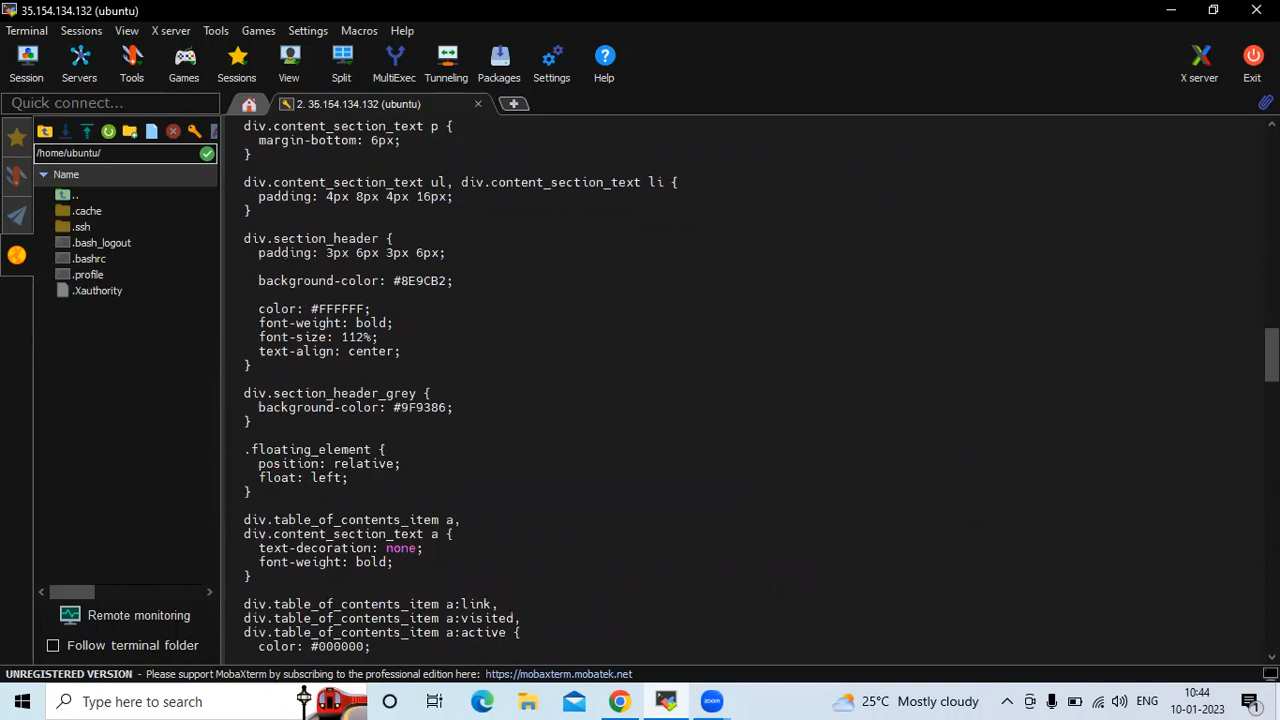 35.154.134.132 (ubuntu)
Terminal Sessions View X server Tools Games Settings Macros Help
Session Servers Tools Games Sessions View Split MultiExec Tunneling Packages Settings Help X server Exit
Quick connect... 2. 35.154.134.132 (ubuntu)
/home/ubuntu/
Name
..
.cache
.ssh
.bash_logout
.bashrc
.profile
.Xauthority
Remote monitoring
Follow terminal folder
div.content_section_text p {
margin-bottom: 6px;
}
div.content_section_text ul, div.content_section_text li {
padding: 4px 8px 4px 16px;
}
div.section_header {
padding: 3px 6px 3px 6px;
background-color: #8E9CB2;
color: #FFFFFF;
font-weight: bold;
font-size: 112%;
text-align: center;
}
div.section_header_grey {
background-color: #9F9386;
}
.floating_element {
position: relative;
float: left;
}
div.table_of_contents_item a,
div.content_section_text a {
text-decoration: none;
font-weight: bold;
}
div.table_of_contents_item a:link,
div.table_of_contents_item a:visited,
div.table_of_contents_item a:active {
color: #000000;
UNREGISTERED VERSION - Please support MobaXterm by subscribing to the professional edition here: https://mobaxterm.mobatek.net
Type here to search
zoom
25°C Mostly cloudy
ENG
10:44
10-01-2023
1